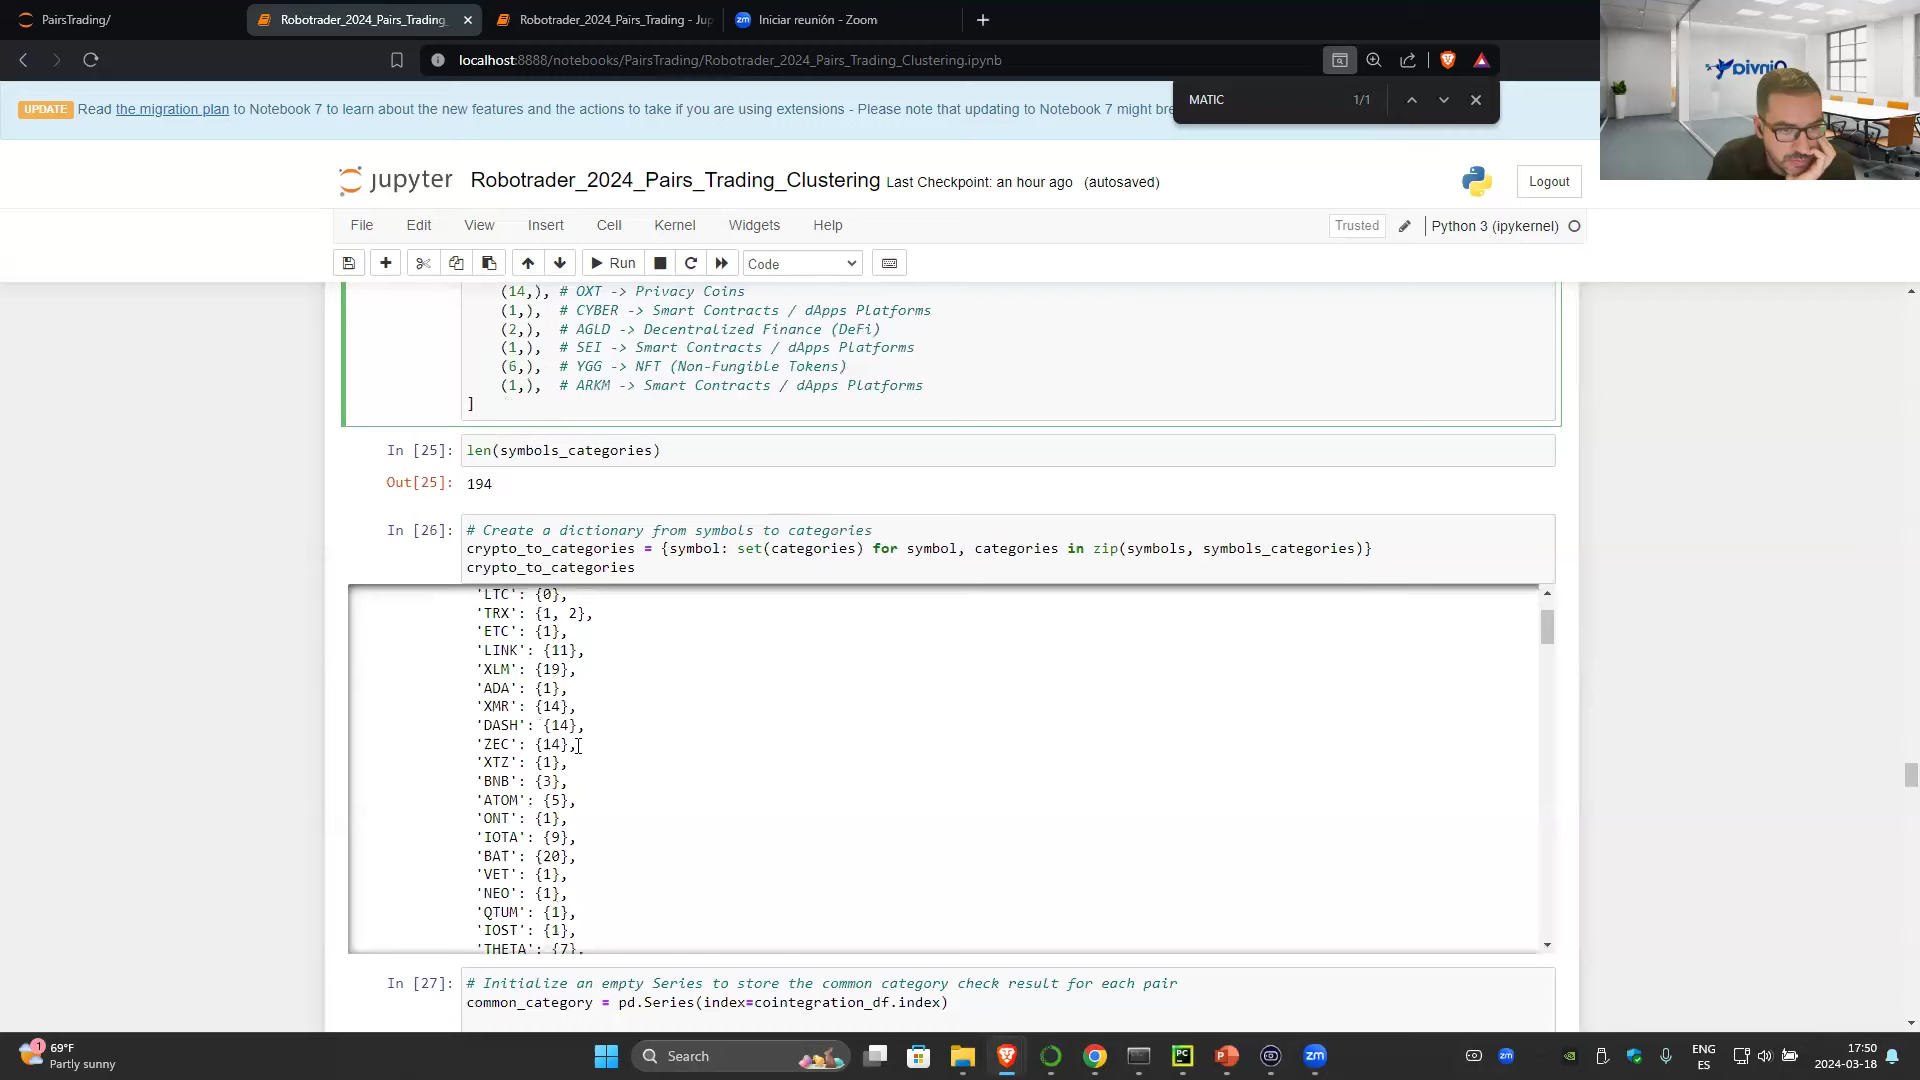 PairsTrading/
Robotrader_2024_Pairs_Trading_
Robotrader_2024_Pairs_Trading - Jup
zm
Iniciar reunión - Zoom
localhost:8888/notebooks/PairsTrading/Robotrader_2024_Pairs_Trading_Clustering.ipynb
MATIC
1/1
UPDATE Read the migration plan to Notebook 7 to learn about the new features and the actions to take if you are using extensions - Please note that updating to Notebook 7 might bre
jupyter
Robotrader_2024_Pairs_Trading_Clustering Last Checkpoint: an hour ago (autosaved)
Logout
File Edit View Insert Cell Kernel Widgets Help
Trusted
Python 3 (ipykernel)
Run
Code
(14,), # OXT -> Privacy Coins
(1,), # CYBER -> Smart Contracts / dApps Platforms
(2,), # AGLD -> Decentralized Finance (DeFi)
(1,), # SEI -> Smart Contracts / dApps Platforms
(6,), # YGG -> NFT (Non-Fungible Tokens)
(1,), # ARKM -> Smart Contracts / dApps Platforms
]
In [25]: len(symbols_categories)
Out[25]: 194
In [26]: # Create a dictionary from symbols to categories
crypto_to_categories = {symbol: set(categories) for symbol, categories in zip(symbols, symbols_categories)}
crypto_to_categories
'LTC': {0},
'TRX': {1, 2},
'ETC': {1},
'LINK': {11},
'XLM': {19},
'ADA': {1},
'XMR': {14},
'DASH': {14},
'ZEC': {14},
'XTZ': {1},
'BNB': {3},
'ATOM': {5},
'ONT': {1},
'IOTA': {9},
'BAT': {20},
'VET': {1},
'NEO': {1},
'QTUM': {1},
'IOST': {1},
'THETA': {7},
In [27]: # Initialize an empty Series to store the common category check result for each pair
common_category = pd.Series(index=cointegration_df.index)
1
69°F
Partly sunny
Search
PC
zm
zm
ENG
ES
17:50
2024-03-18